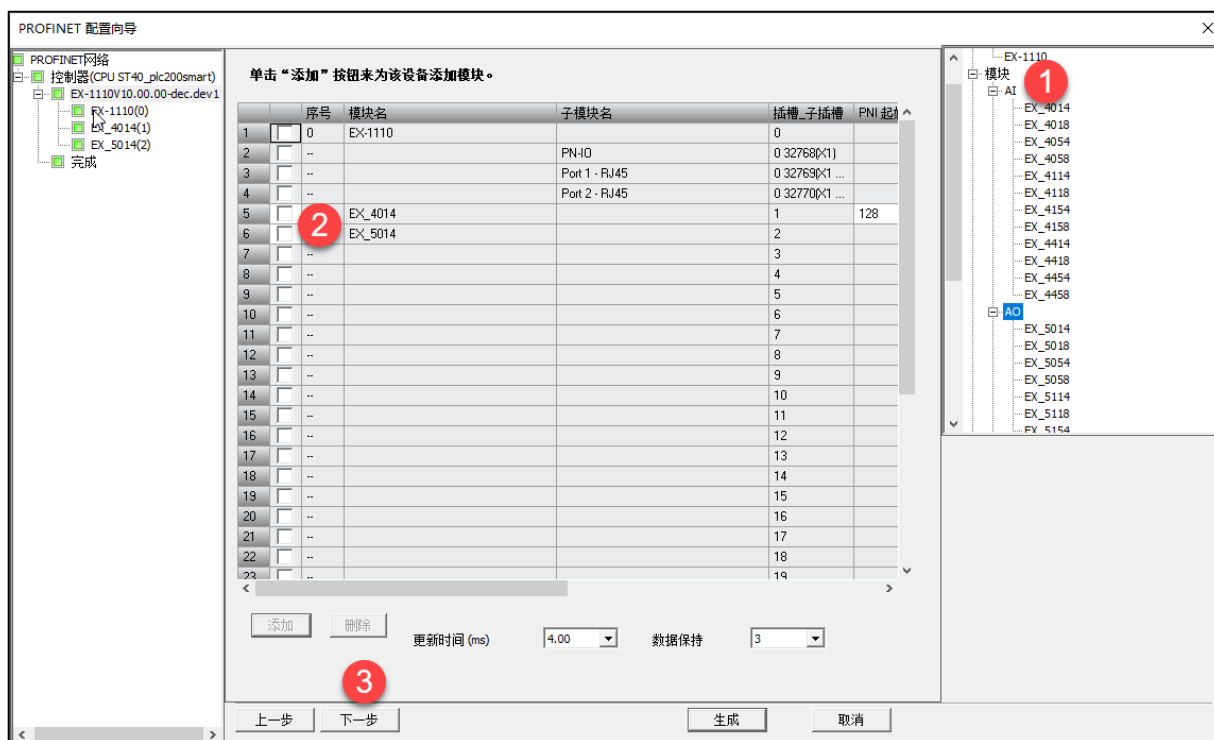 PROFINET 配置向导
PROFINET网络
控制器(CPU ST40_plc200smart)
EX-1110V10.00.00-dec.dev1
EX-1110(0)
EX_4014(1)
EX_5014(2)
完成
单击“添加”按钮来为该设备添加模块。
序号 模块名 子模块名 插槽_子插槽 PNI 起始
1 0 EX-1110 0
2 -- PN-IO 0 32768(X1)
3 -- Port 1 - RJ45 0 32769(X1 ...
4 -- Port 2 - RJ45 0 32770(X1 ...
5 EX_4014 1 128
6 EX_5014 2
2
7 -- 3
8 -- 4
9 -- 5
10 -- 6
11 -- 7
12 -- 8
13 -- 9
14 -- 10
15 -- 11
16 -- 12
17 -- 13
18 -- 14
19 -- 15
20 -- 16
21 -- 17
22 -- 18
23 -- 19
添加 删除 更新时间 (ms) 4.00 数据保持 3
3
上一步 下一步 生成 取消
EX-1110
模块
1
AI
EX_4014
EX_4018
EX_4054
EX_4058
EX_4114
EX_4118
EX_4154
EX_4158
EX_4414
EX_4418
EX_4454
EX_4458
AO
EX_5014
EX_5018
EX_5054
EX_5058
EX_5114
EX_5118
EX_5154